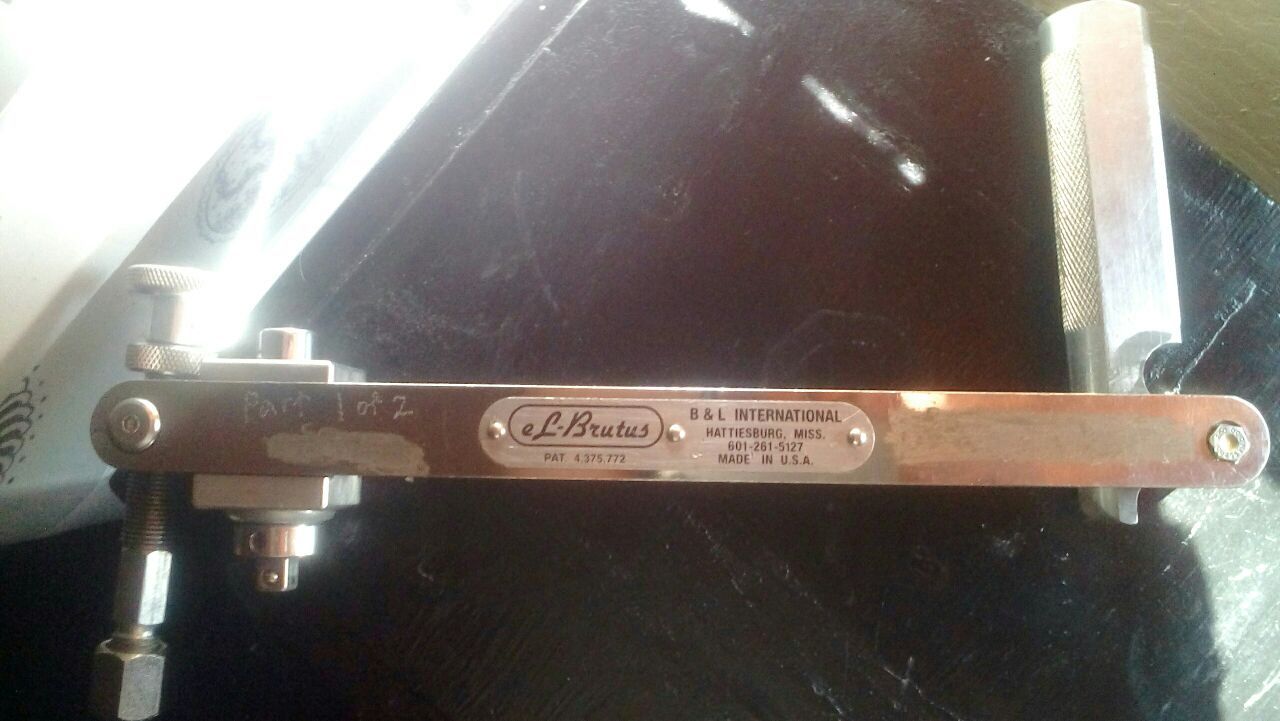 Part 1 of 2
eL-Brutus
PAT. 4,375,772
B & L INTERNATIONAL
HATTIESBURG, MISS.
601-261-5127
MADE IN U.S.A.